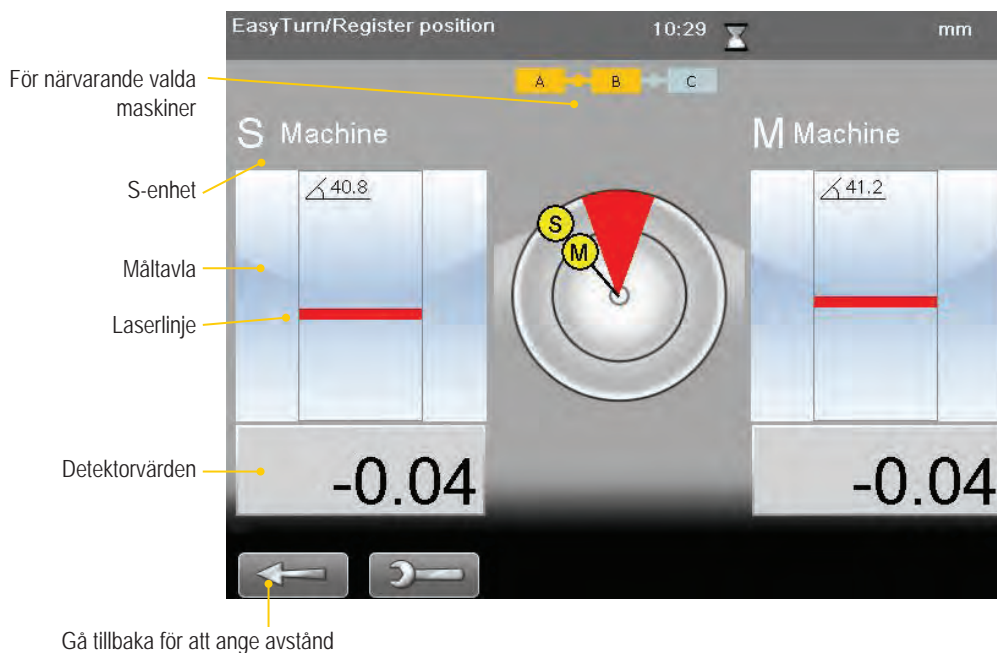 EasyTurn/Register position 10:29 mm
För närvarande valda
maskiner
A B C
S Machine M Machine
S-enhet
40.8 41.2
S
M
Måltavla
Laserlinje
Detektorvärden
-0.04 -0.04
Gå tillbaka för att ange avstånd